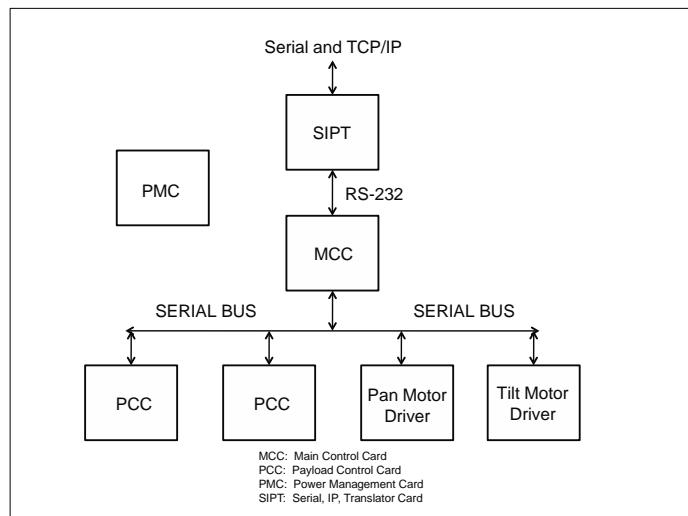 Serial and TCP/IP
SIPT
PMC
RS-232
MCC
SERIAL BUS
SERIAL BUS
PCC
PCC
Pan Motor
Driver
Tilt Motor
Driver
MCC: Main Control Card
PCC: Payload Control Card
PMC: Power Management Card
SIPT: Serial, IP, Translator Card